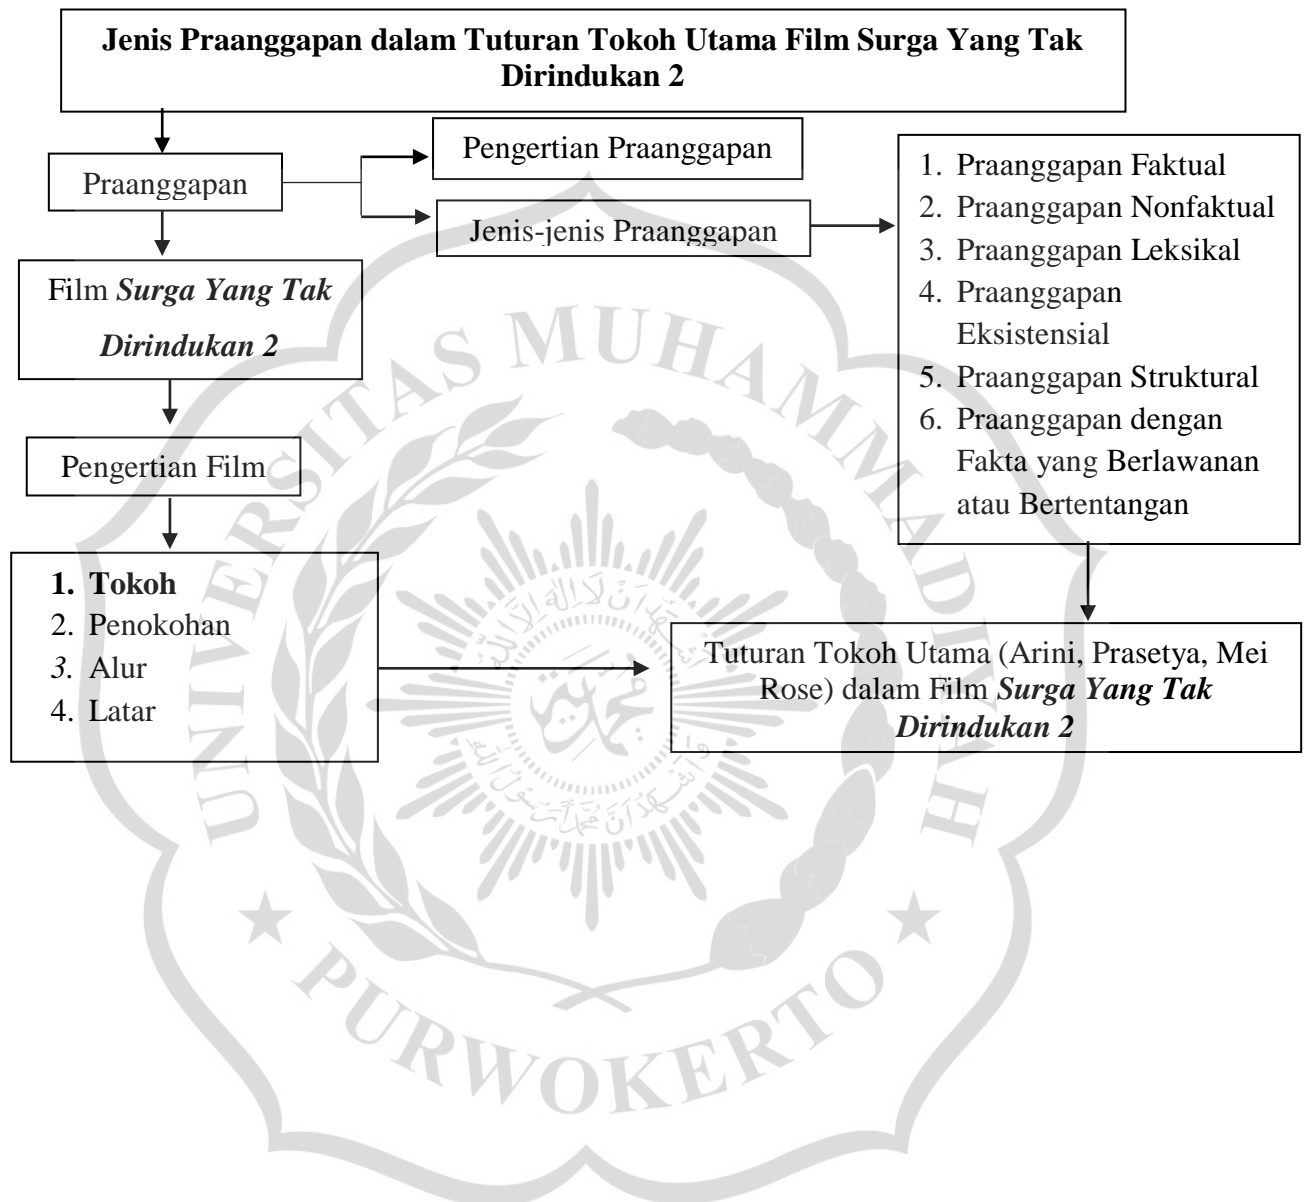 Jenis Praanggapan dalam Tuturan Tokoh Utama Film Surga Yang Tak
Dirindukan 2
Praanggapan
Pengertian Praanggapan
Jenis-jenis Praanggapan
1. Praanggapan Faktual
2. Praanggapan Nonfaktual
3. Praanggapan Leksikal
4. Praanggapan
Eksistensial
5. Praanggapan Struktural
6. Praanggapan dengan
Fakta yang Berlawanan
atau Bertentangan
Film Surga Yang Tak
Dirindukan 2
Pengertian Film
1. Tokoh
2. Penokohan
3. Alur
4. Latar
Tuturan Tokoh Utama (Arini, Prasetya, Mei
Rose) dalam Film Surga Yang Tak
Dirindukan 2
UNIVERSITAS MUHAMMADIYAH
PURWOKERTO